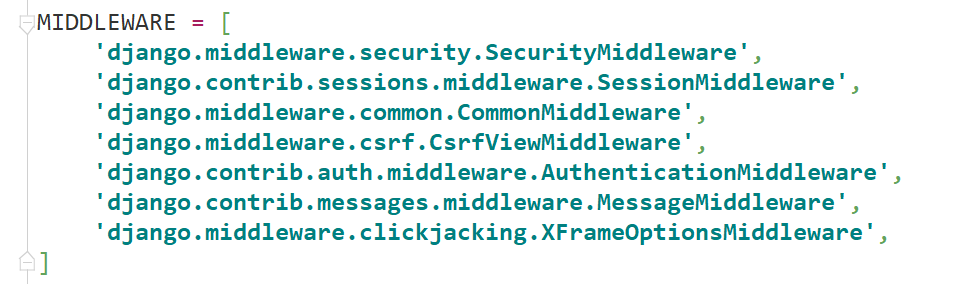 MIDDLEWARE = [
    'django.middleware.security.SecurityMiddleware',
    'django.contrib.sessions.middleware.SessionMiddleware',
    'django.middleware.common.CommonMiddleware',
    'django.middleware.csrf.CsrfViewMiddleware',
    'django.contrib.auth.middleware.AuthenticationMiddleware',
    'django.contrib.messages.middleware.MessageMiddleware',
    'django.middleware.clickjacking.XFrameOptionsMiddleware',
]